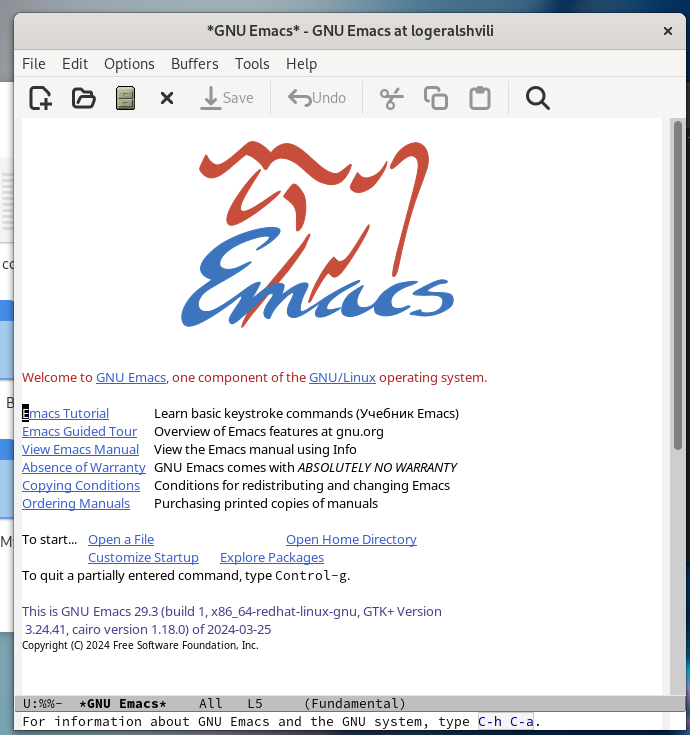 *GNU Emacs* - GNU Emacs at logeralshvili
File Edit Options Buffers Tools Help
Save Undo
Emacs
Welcome to GNU Emacs, one component of the GNU/Linux operating system.
Emacs Tutorial Learn basic keystroke commands (Учебник Emacs)
Emacs Guided Tour Overview of Emacs features at gnu.org
View Emacs Manual View the Emacs manual using Info
Absence of Warranty GNU Emacs comes with ABSOLUTELY NO WARRANTY
Copying Conditions Conditions for redistributing and changing Emacs
Ordering Manuals Purchasing printed copies of manuals
To start... Open a File Open Home Directory
Customize Startup Explore Packages
To quit a partially entered command, type Control-g.
This is GNU Emacs 29.3 (build 1, x86_64-redhat-linux-gnu, GTK+ Version
3.24.41, cairo version 1.18.0) of 2024-03-25
Copyright (C) 2024 Free Software Foundation, Inc.
U:%%- *GNU Emacs* All L5 (Fundamental)
For information about GNU Emacs and the GNU system, type C-h C-a.